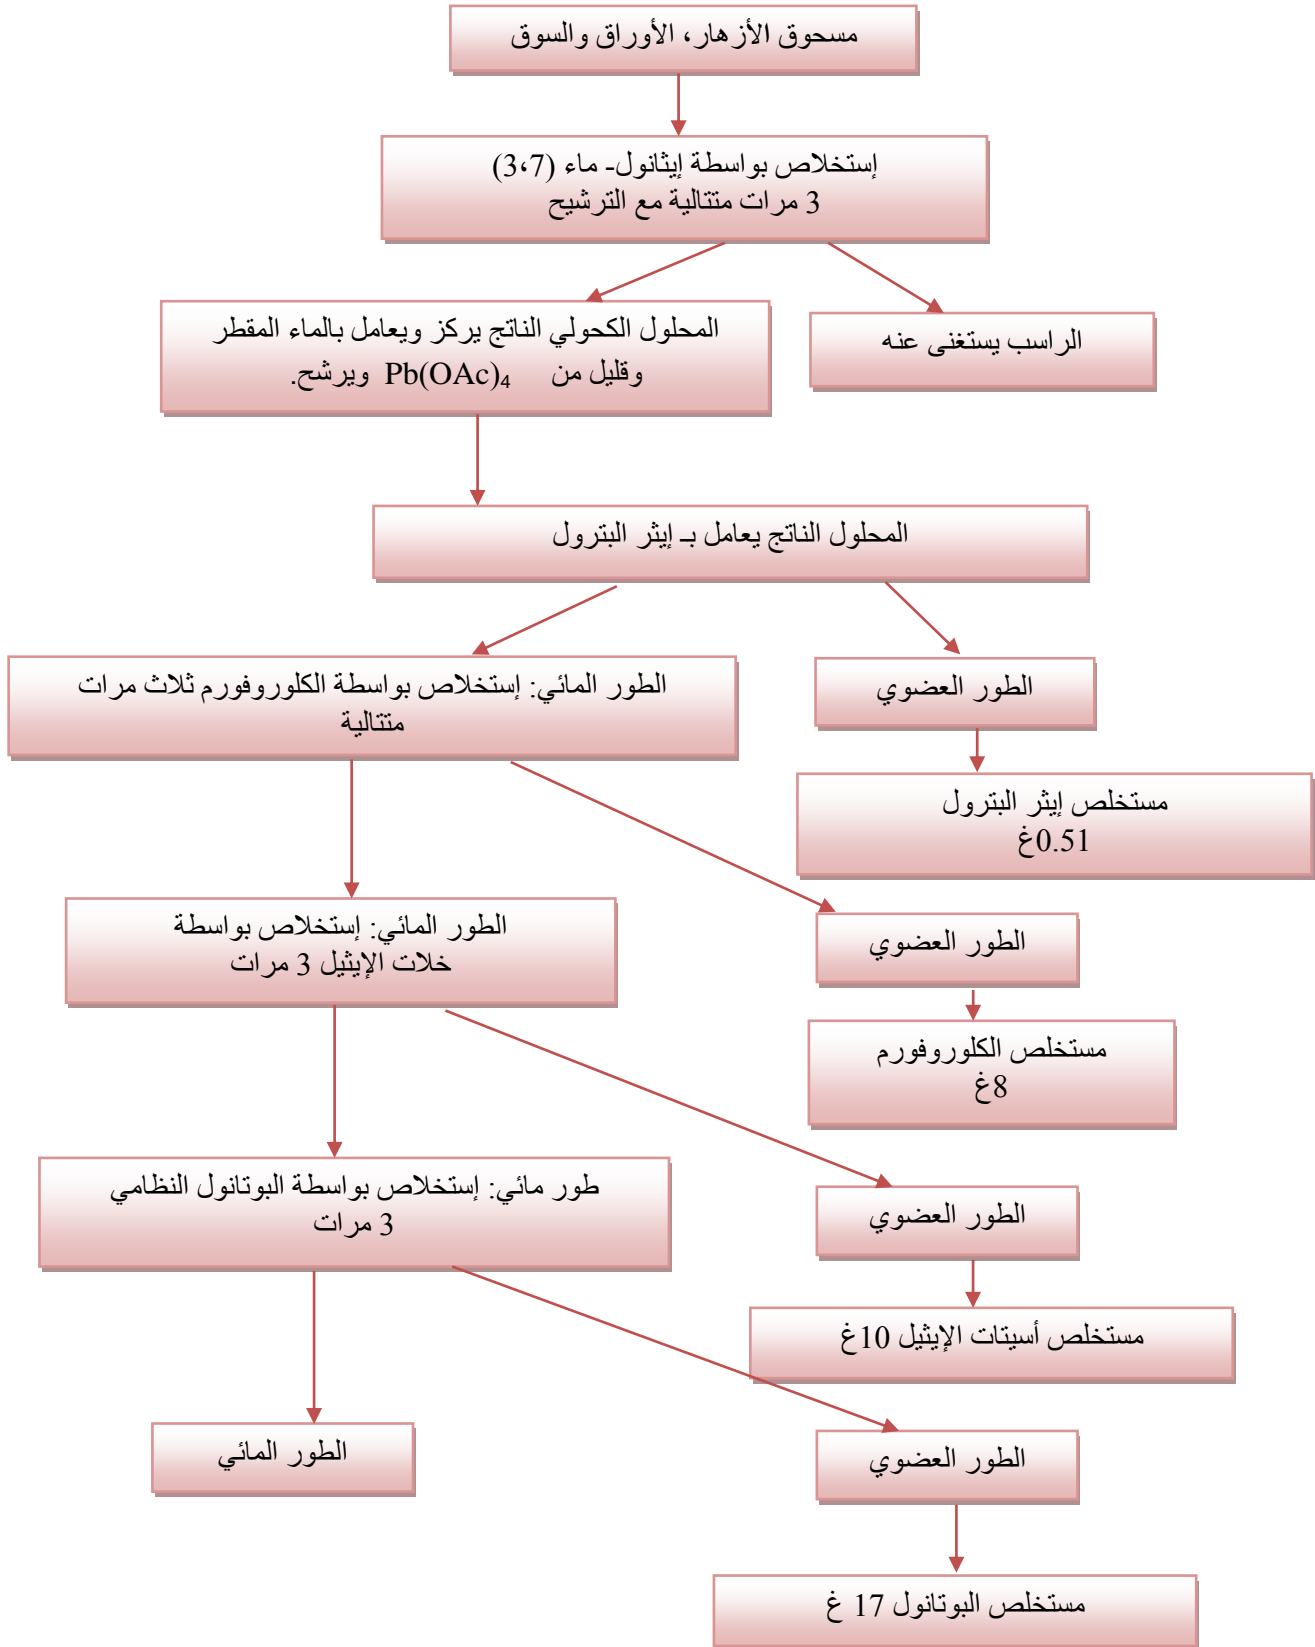 مسحوق الأزهار، الأوراق والسوق
إستخلاص بواسطة إيثانول- ماء (3،7)
3 مرات متتالية مع الترشيح
المحلول الكحولي الناتج يركز ويعامل بالماء المقطر
وقليل من Pb(OAc)₄ ويرشح.
الراسب يستغنى عنه
المحلول الناتج يعامل بـ إيثر البترول
الطور المائي: إستخلاص بواسطة الكلوروفورم ثلاث مرات
متتالية
الطور العضوي
مستخلص إيثر البترول
0.51غ
الطور المائي: إستخلاص بواسطة
خلات الإيثيل 3 مرات
الطور العضوي
مستخلص الكلوروفورم
8غ
طور مائي: إستخلاص بواسطة البوتانول النظامي
3 مرات
الطور العضوي
مستخلص أسيتات الإيثيل 10غ
الطور المائي
الطور العضوي
مستخلص البوتانول 17 غ